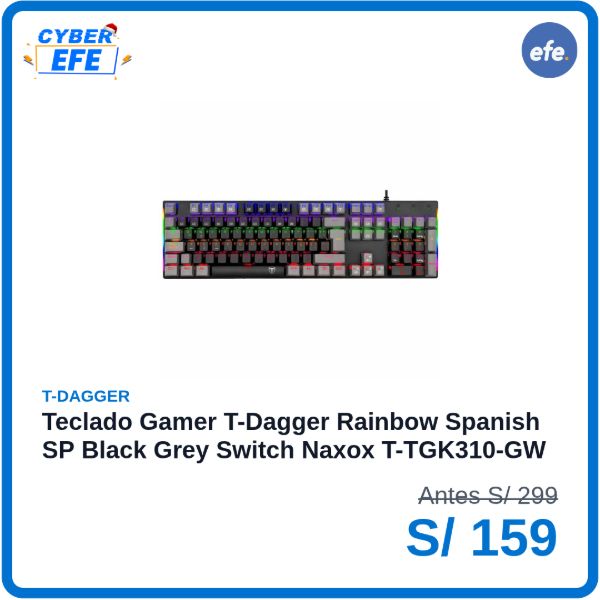 CYBER
EFE
efe.
T-DAGGER
Teclado Gamer T-Dagger Rainbow Spanish
SP Black Grey Switch Naxox T-TGK310-GW
Antes S/ 299
S/ 159